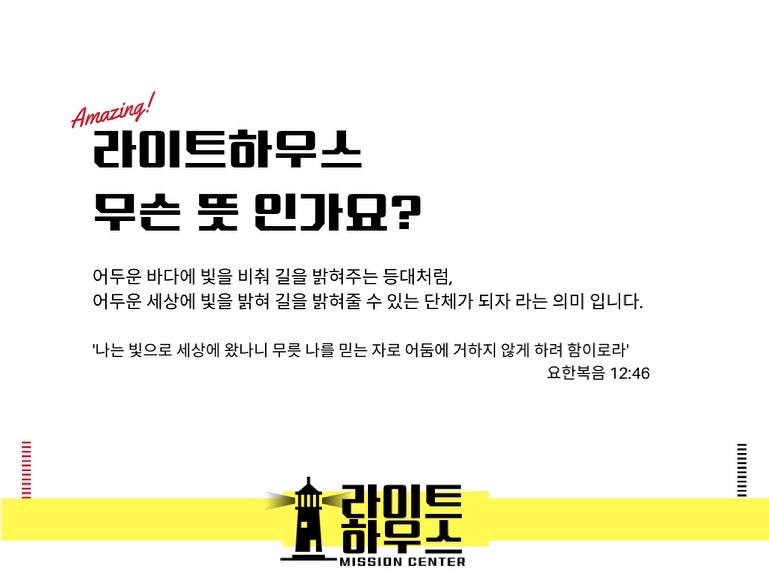 Amazing!
라이트하우스
무슨 뜻 인가요?
어두운 바다에 빛을 비춰 길을 밝혀주는 등대처럼,
어두운 세상에 빛을 밝혀 길을 밝혀줄 수 있는 단체가 되자 라는 의미 입니다.
'나는 빛으로 세상에 왔나니 무릇 나를 믿는 자로 어둠에 거하지 않게 하려 함이로라'
요한복음 12:46
라이트
하우스
MISSION CENTER